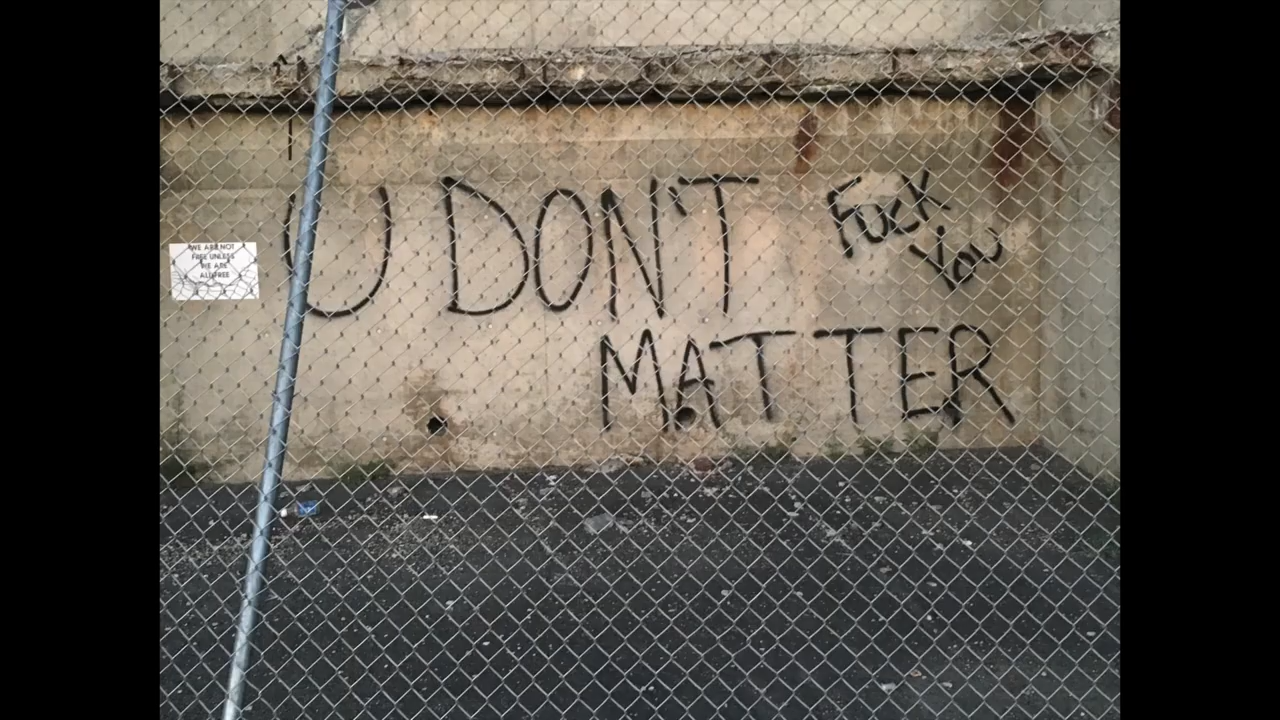 WE ARE NOT
FREE UNLESS
WE ARE
ALL FREE
U DON'T
MATTER
FUCK
YOU